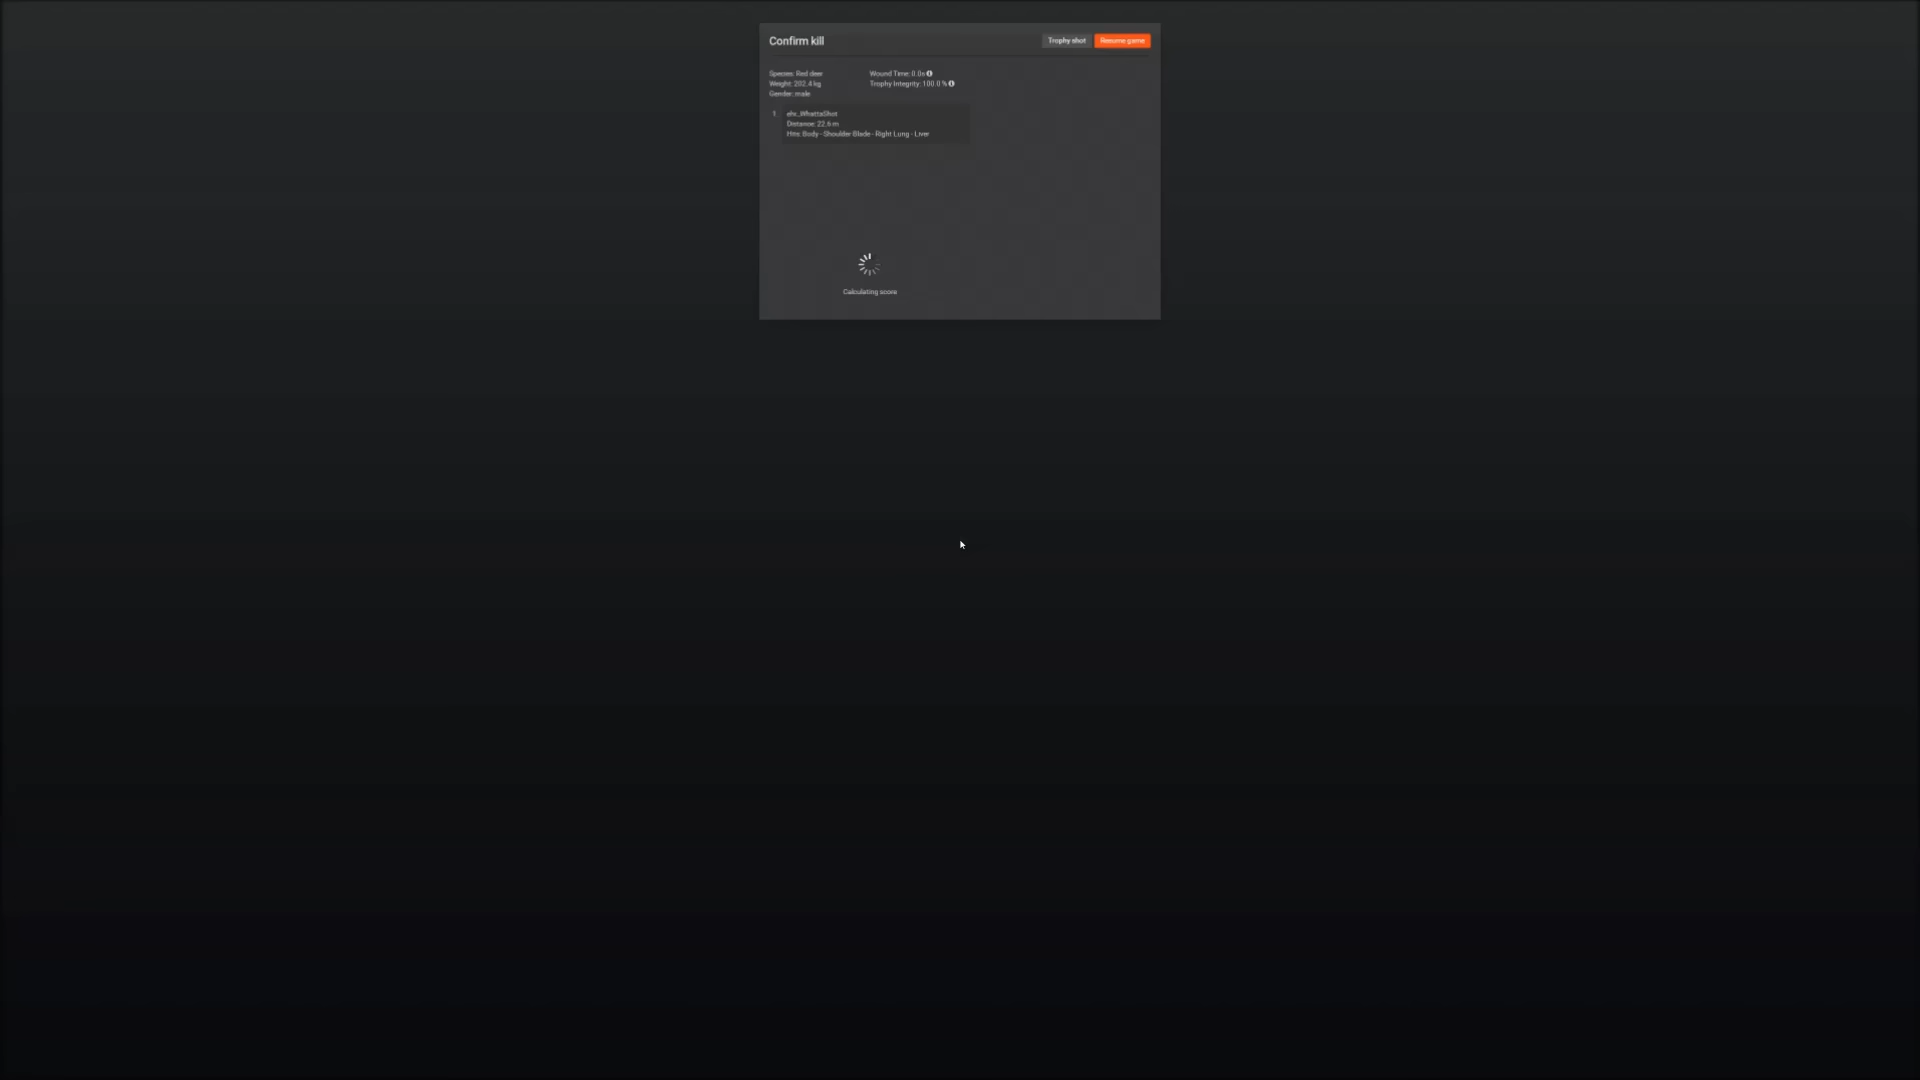 Confirm kill
Trophy shot
Resume game
Species: Red deer
Weight: 202.4 kg
Gender: male
Wound Time: 0.0s
Trophy Integrity: 100.0 %
1
ehv_WhattaShot
Distance: 22.6 m
Hits: Body - Shoulder Blade - Right Lung - Liver
Calculating score